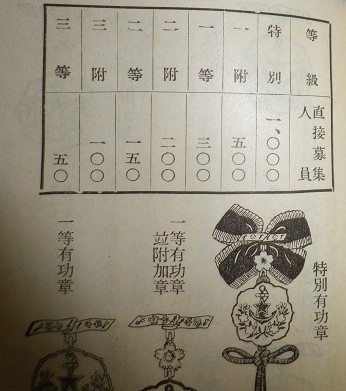 等級
直接募集
人員
特別
一、〇〇〇
一附
五〇〇
一等
三〇〇
二附
二〇〇
二等
一五〇
三附
一〇〇
三等
五〇
特別有功章
一等有功章
並附加章
一等有功章